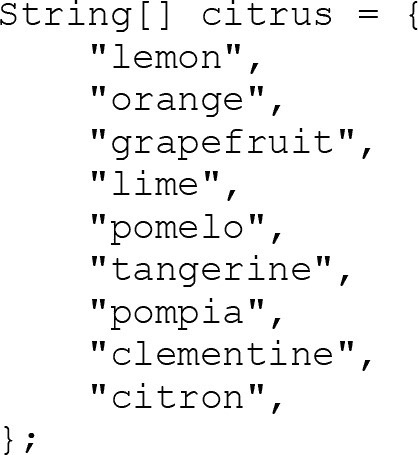 String[] citrus = {
    "lemon",
    "orange",
    "grapefruit",
    "lime",
    "pomelo",
    "tangerine",
    "pompia",
    "clementine",
    "citron",
};